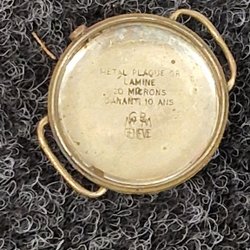 METAL PLAQUE OR
LAMINE
20 MICRONS
GARANTI 10 ANS
GENEVE